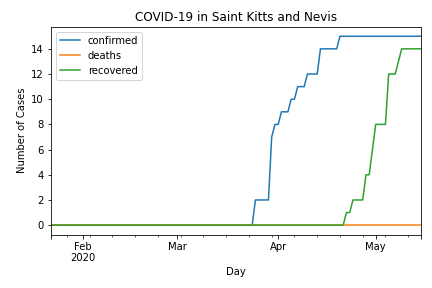 COVID-19 in Saint Kitts and Nevis
confirmed
deaths
recovered
Number of Cases
14
12
10
8
6
4
2
0
Feb
2020
Mar
Apr
May
Day